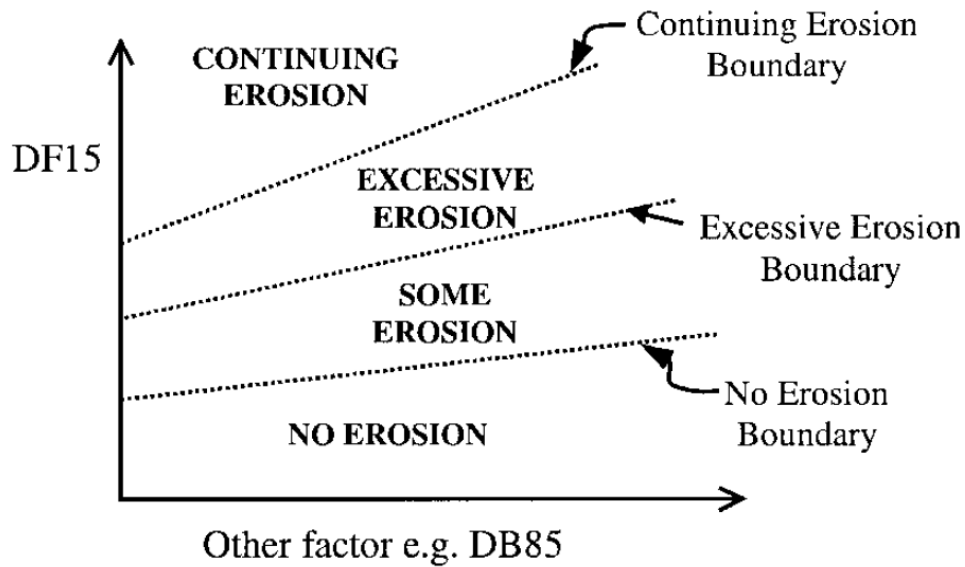 Continuing Erosion
Boundary
CONTINUING
EROSION
DF15
EXCESSIVE
EROSION
Excessive Erosion
Boundary
SOME
EROSION
No Erosion
Boundary
NO EROSION
Other factor e.g. DB85